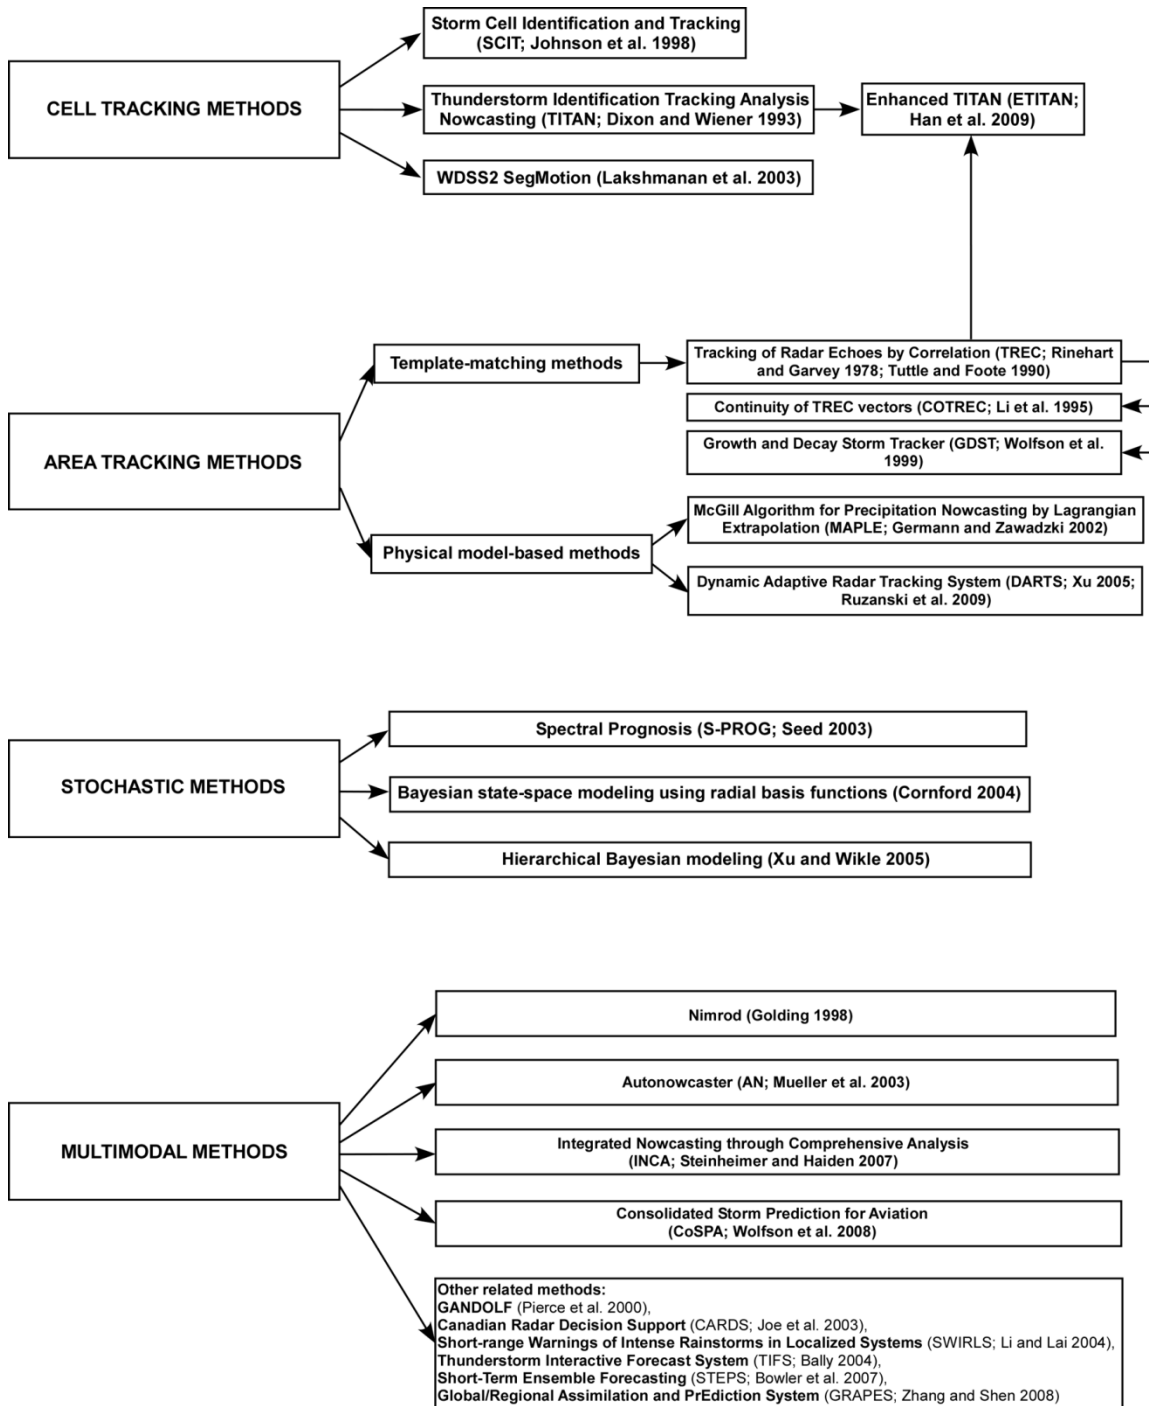 CELL TRACKING METHODS
Storm Cell Identification and Tracking
(SCIT; Johnson et al. 1998)
Thunderstorm Identification Tracking Analysis
Nowcasting (TITAN; Dixon and Wiener 1993)
Enhanced TITAN (ETITAN;
Han et al. 2009)
WDSS2 SegMotion (Lakshmanan et al. 2003)
AREA TRACKING METHODS
Template-matching methods
Tracking of Radar Echoes by Correlation (TREC; Rinehart
and Garvey 1978; Tuttle and Foote 1990)
Continuity of TREC vectors (COTREC; Li et al. 1995)
Growth and Decay Storm Tracker (GDST; Wolfson et al.
1999)
Physical model-based methods
McGill Algorithm for Precipitation Nowcasting by Lagrangian
Extrapolation (MAPLE; Germann and Zawadzki 2002)
Dynamic Adaptive Radar Tracking System (DARTS; Xu 2005;
Ruzanski et al. 2009)
STOCHASTIC METHODS
Spectral Prognosis (S-PROG; Seed 2003)
Bayesian state-space modeling using radial basis functions (Cornford 2004)
Hierarchical Bayesian modeling (Xu and Wikle 2005)
MULTIMODAL METHODS
Nimrod (Golding 1998)
Autonowcaster (AN; Mueller et al. 2003)
Integrated Nowcasting through Comprehensive Analysis
(INCA; Steinheimer and Haiden 2007)
Consolidated Storm Prediction for Aviation
(CoSPA; Wolfson et al. 2008)
Other related methods:
GANDOLF (Pierce et al. 2000),
Canadian Radar Decision Support (CARDS; Joe et al. 2003),
Short-range Warnings of Intense Rainstorms in Localized Systems (SWIRLS; Li and Lai 2004),
Thunderstorm Interactive Forecast System (TIFS; Bally 2004),
Short-Term Ensemble Forecasting (STEPS; Bowler et al. 2007),
Global/Regional Assimilation and PrEdiction System (GRAPES; Zhang and Shen 2008)